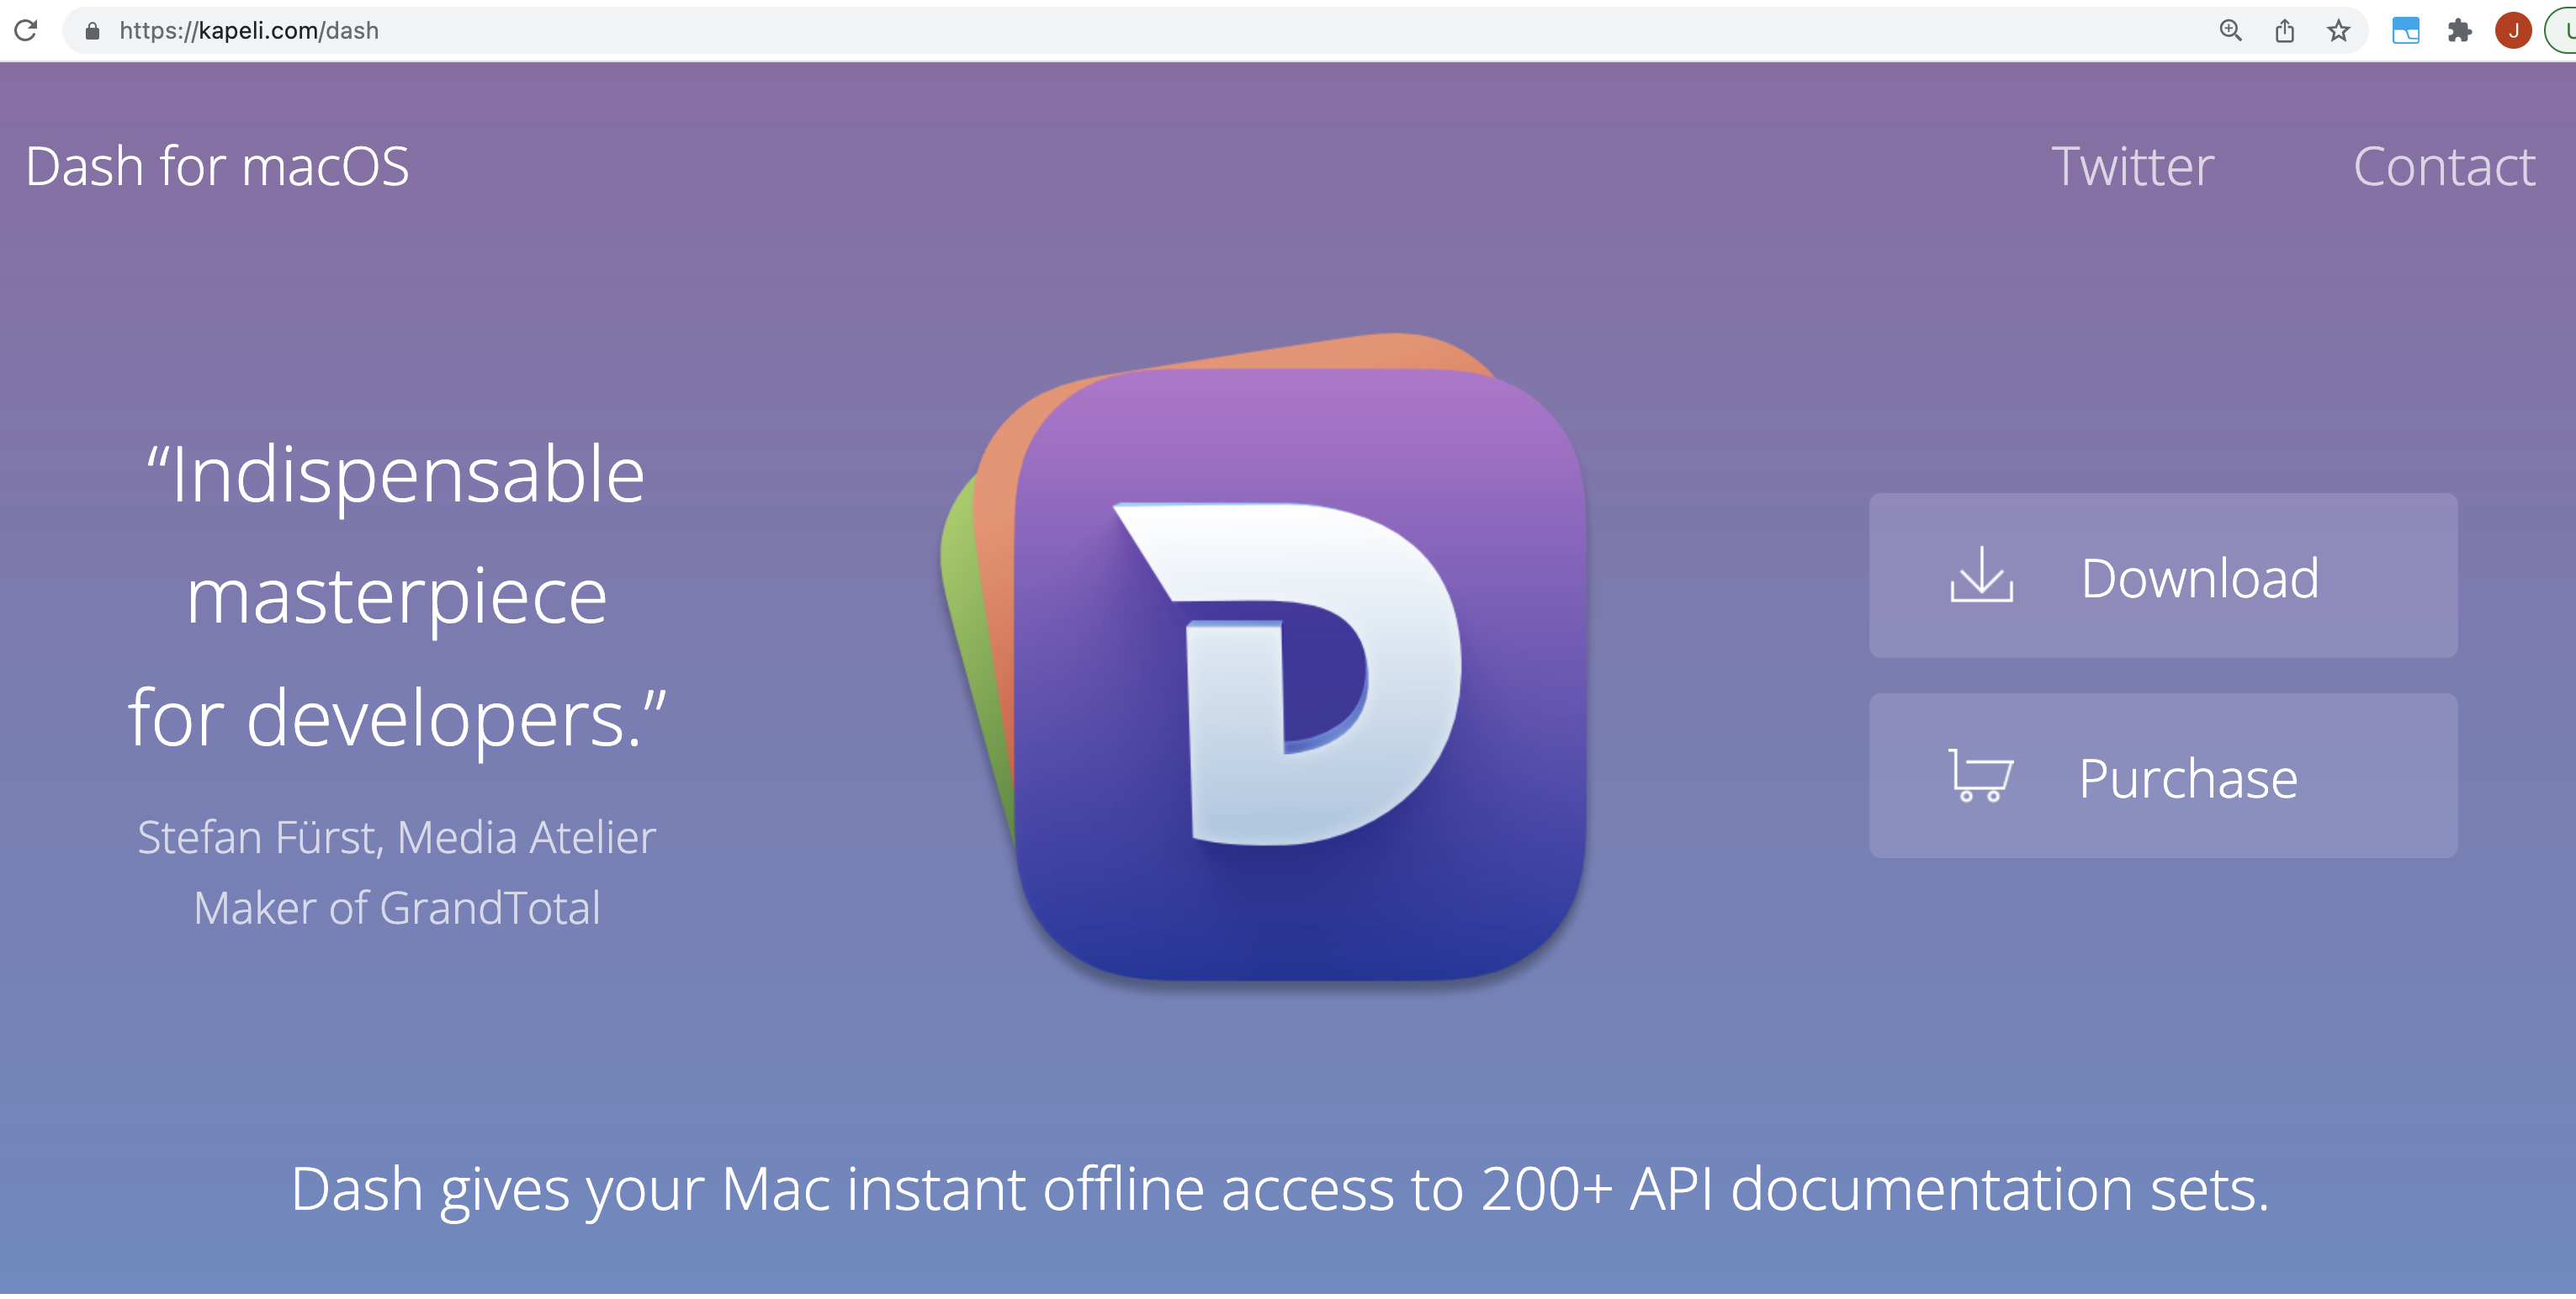 https://kapeli.com/dash
J
U
Dash for macOS
Twitter
Contact
“Indispensable
masterpiece
for developers.”
Stefan Fürst, Media Atelier
Maker of GrandTotal
D
Download
Purchase
Dash gives your Mac instant offline access to 200+ API documentation sets.